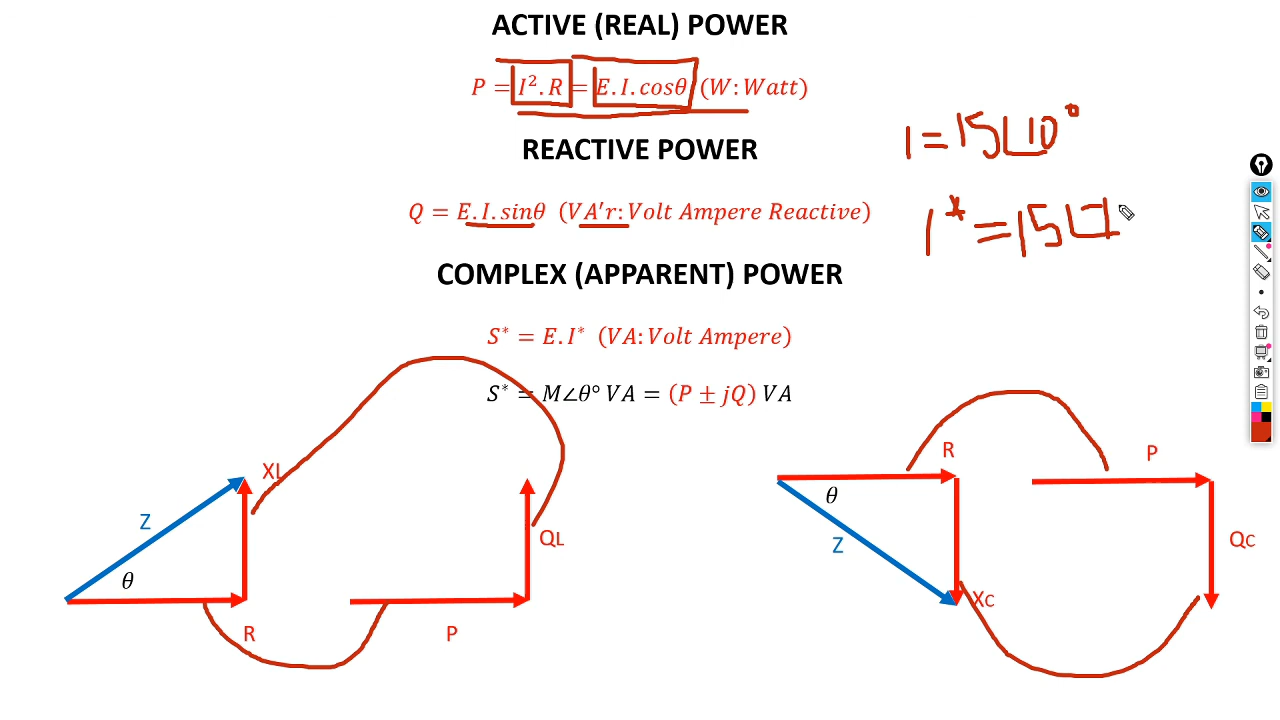 ACTIVE (REAL) POWER
P = I². R = E. I. cosθ (W: Watt)
I = 15∠10°
REACTIVE POWER
Q = E. I. sinθ (VA'r: Volt Ampere Reactive)
I* = 15∠
COMPLEX (APPARENT) POWER
S* = E. I* (VA: Volt Ampere)
S* = M∠θ° VA = (P ± jQ) VA
XL
Z
θ
R
QL
P
R
θ
Z
XC
P
QC